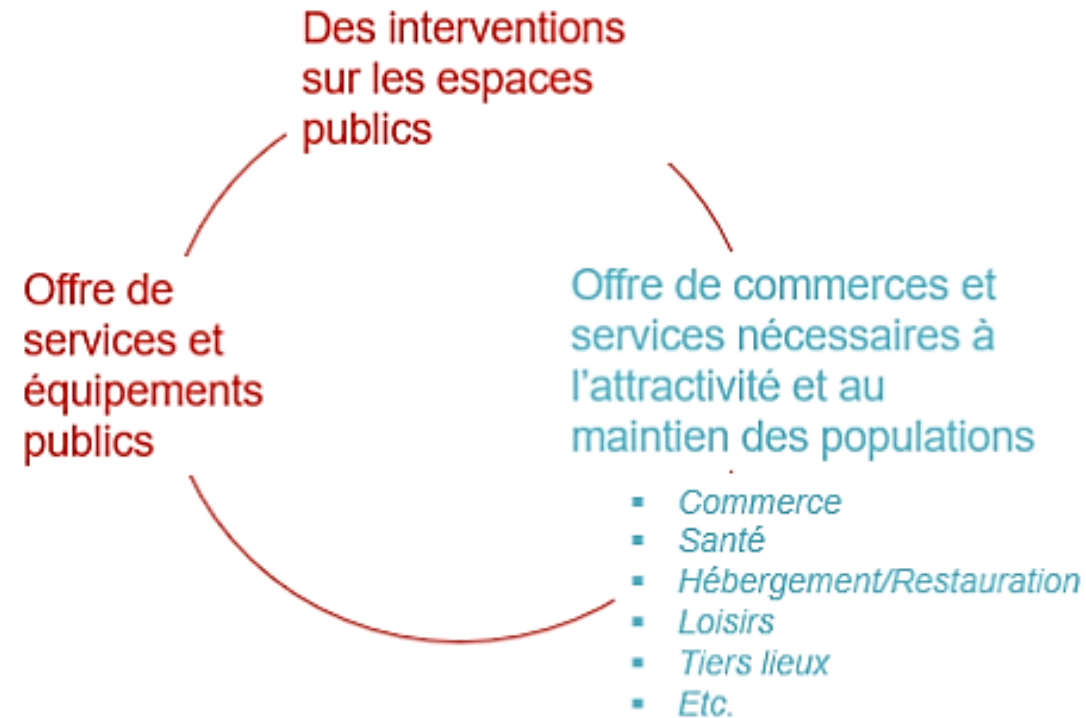 Des interventions
sur les espaces
publics
Offre de
services et
équipements
publics
Offre de commerces et
services nécessaires à
l'attractivité et au
maintien des populations
▪ Commerce
▪ Santé
▪ Hébergement/Restauration
▪ Loisirs
▪ Tiers lieux
▪ Etc.